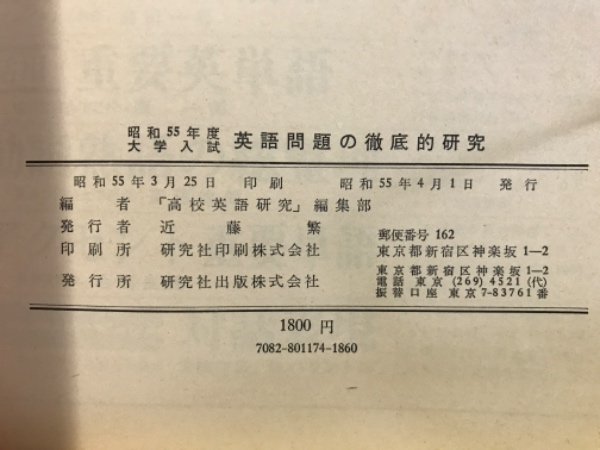 昭和55年度
大学入試 英語問題の徹底的研究
昭和55年3月25日 印刷 昭和55年4月1日 発行
編者 「高校英語研究」編集部
発行者 近藤繁
郵便番号 162
印刷所 研究社印刷株式会社 東京都新宿区神楽坂1—2
発行所 研究社出版株式会社 東京都新宿区神楽坂1—2
電話 東京 (269) 4521 (代)
振替口座 東京7-83761番
1800円
7082-801174-1860